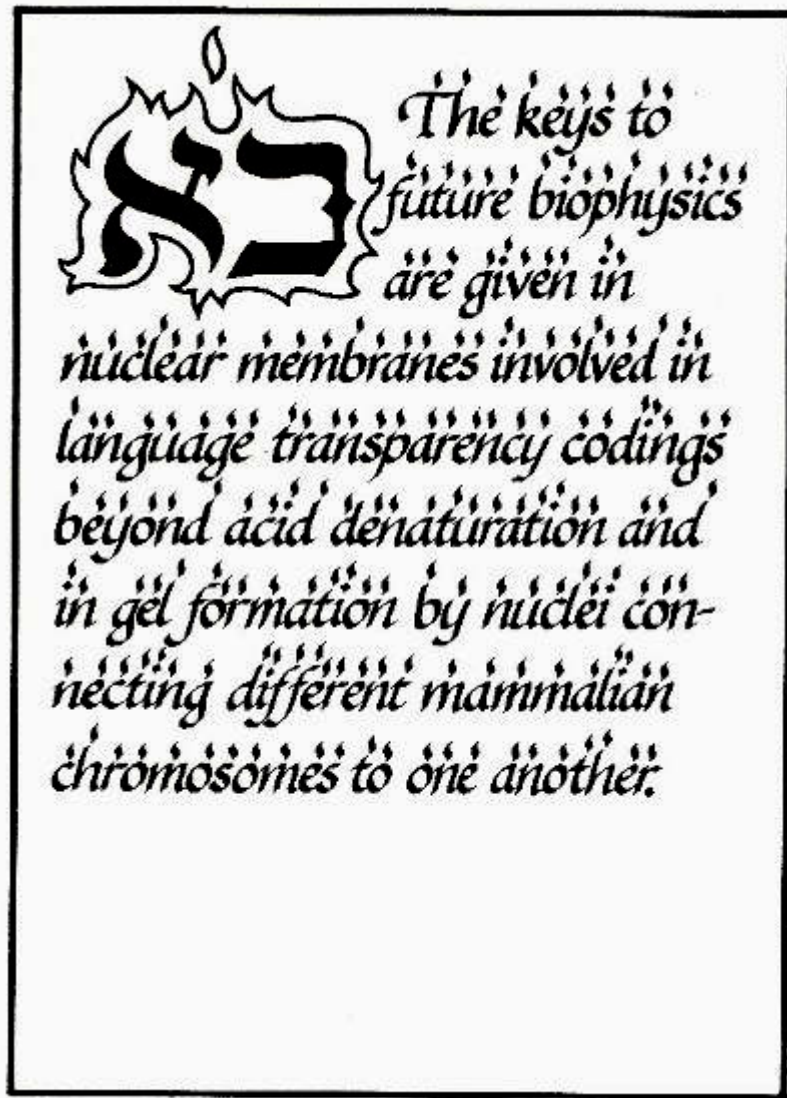 כא
The keys to
future biophysics
are given in
nuclear membranes involved in
language transparency codings
beyond acid denaturation and
in gel formation by nuclei con-
necting different mammalian
chromosomes to one another.